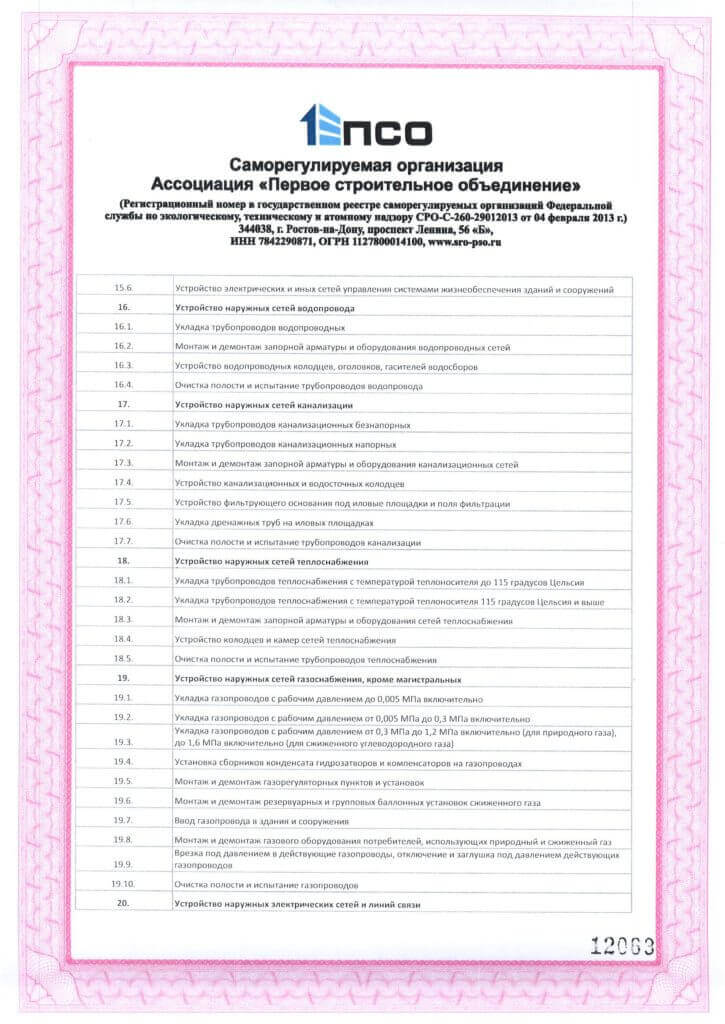 1 ПСО
Саморегулируемая организация
Ассоциация «Первое строительное объединение»
(Регистрационный номер в государственном реестре саморегулируемых организаций Федеральной
службы по экологическому, техническому и атомному надзору СРО-С-260-29012013 от 04 февраля 2013 г.)
344038, г. Ростов-на-Дону, проспект Ленина, 56 «Б»,
ИНН 7842290871, ОГРН 1127800014100, www.sro-pso.ru
15.6. Устройство электрических и иных сетей управления системами жизнеобеспечения зданий и сооружений
16. Устройство наружных сетей водопровода
16.1. Укладка трубопроводов водопроводных
16.2. Монтаж и демонтаж запорной арматуры и оборудования водопроводных сетей
16.3. Устройство водопроводных колодцев, оголовков, гасителей водосборов
16.4. Очистка полости и испытание трубопроводов водопровода
17. Устройство наружных сетей канализации
17.1. Укладка трубопроводов канализационных безнапорных
17.2. Укладка трубопроводов канализационных напорных
17.3. Монтаж и демонтаж запорной арматуры и оборудования канализационных сетей
17.4. Устройство канализационных и водосточных колодцев
17.5. Устройство фильтрующего основания под иловые площадки и поля фильтрации
17.6. Укладка дренажных труб на иловых площадках
17.7. Очистка полости и испытание трубопроводов канализации
18. Устройство наружных сетей теплоснабжения
18.1. Укладка трубопроводов теплоснабжения с температурой теплоносителя до 115 градусов Цельсия
18.2. Укладка трубопроводов теплоснабжения с температурой теплоносителя 115 градусов Цельсия и выше
18.3. Монтаж и демонтаж запорной арматуры и оборудования сетей теплоснабжения
18.4. Устройство колодцев и камер сетей теплоснабжения
18.5. Очистка полости и испытание трубопроводов теплоснабжения
19. Устройство наружных сетей газоснабжения, кроме магистральных
19.1. Укладка газопроводов с рабочим давлением до 0,005 МПа включительно
19.2. Укладка газопроводов с рабочим давлением от 0,005 МПа до 0,3 МПа включительно
19.3. Укладка газопроводов с рабочим давлением от 0,3 МПа до 1,2 МПа включительно (для природного газа),
до 1,6 МПа включительно (для сжиженного углеводородного газа)
19.4. Установка сборников конденсата гидрозатворов и компенсаторов на газопроводах
19.5. Монтаж и демонтаж газорегуляторных пунктов и установок
19.6. Монтаж и демонтаж резервуарных и групповых баллонных установок сжиженного газа
19.7. Ввод газопровода в здания и сооружения
19.8. Монтаж и демонтаж газового оборудования потребителей, использующих природный и сжиженный газ
19.9. Врезка под давлением в действующие газопроводы, отключение и заглушка под давлением действующих
газопроводов
19.10. Очистка полости и испытание газопроводов
20. Устройство наружных электрических сетей и линий связи
12063